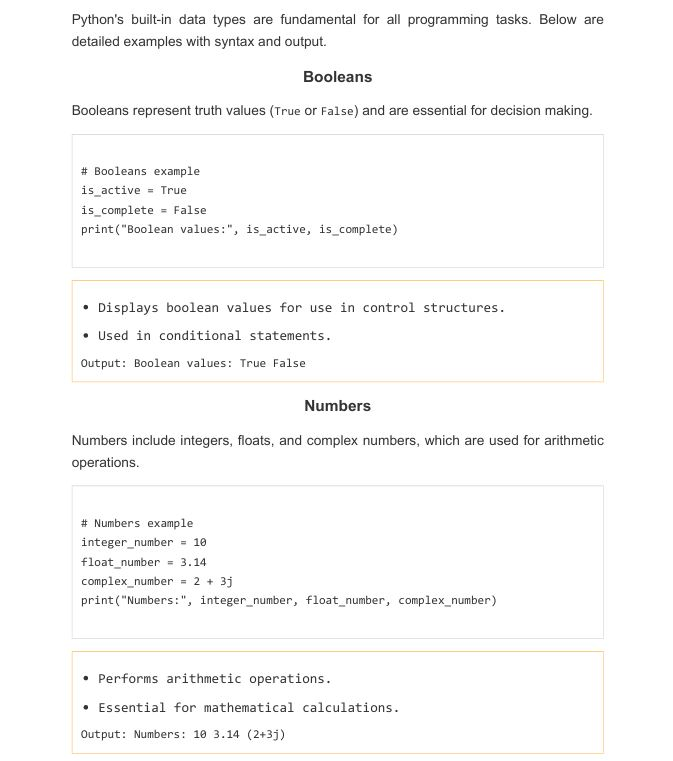 Python's built-in data types are fundamental for all programming tasks. Below are
detailed examples with syntax and output.
Booleans
Booleans represent truth values (True or False) and are essential for decision making.
# Booleans example
is_active = True
is_complete = False
print("Boolean values:", is_active, is_complete)
• Displays boolean values for use in control structures.
• Used in conditional statements.
Output: Boolean values: True False
Numbers
Numbers include integers, floats, and complex numbers, which are used for arithmetic
operations.
# Numbers example
integer_number = 10
float_number = 3.14
complex_number = 2 + 3j
print("Numbers:", integer_number, float_number, complex_number)
• Performs arithmetic operations.
• Essential for mathematical calculations.
Output: Numbers: 10 3.14 (2+3j)